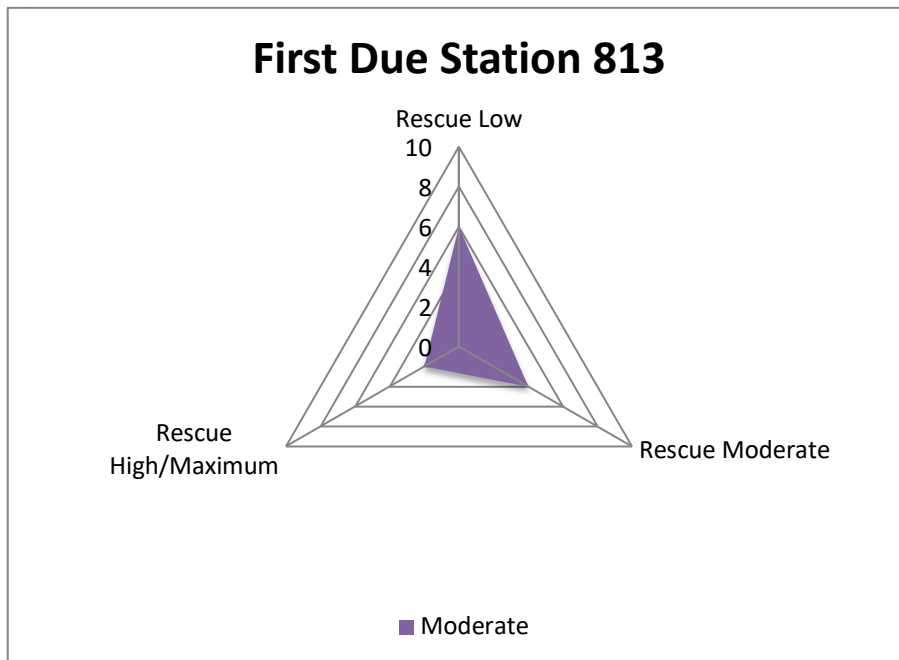 First Due Station 813
Rescue Low
10
8
6
4
2
0
Rescue
High/Maximum
Rescue Moderate
Moderate